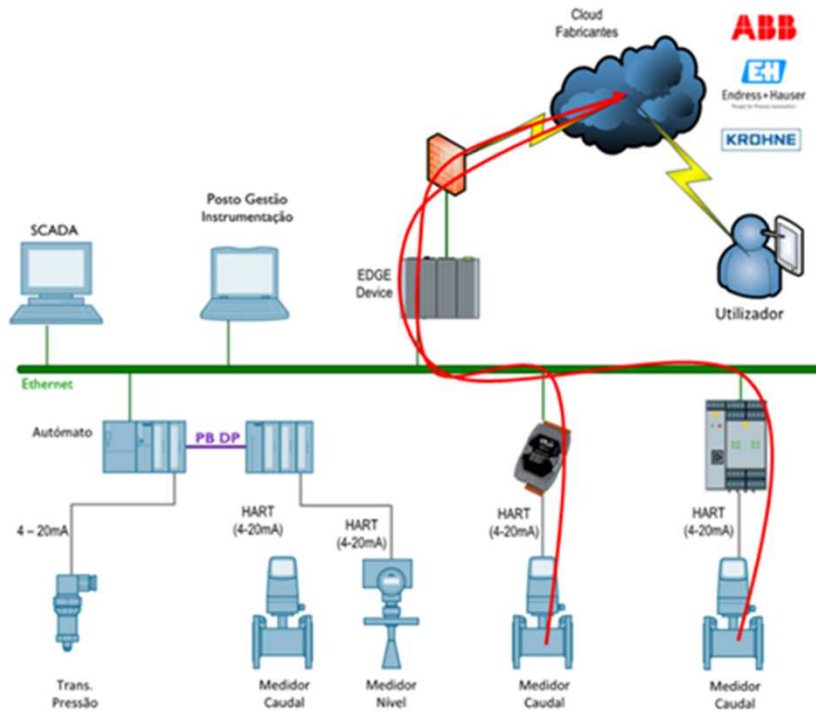 Cloud
Fabricantes
ABB
EH
Endress+Hauser
KROHNE
Posto Gestão
Instrumentação
SCADA
EDGE
Device
Utilizador
Ethernet
Autómato
PB DP
4 – 20mA
HART
(4-20mA)
HART
(4-20mA)
HART
(4-20mA)
HART
(4-20mA)
Trans.
Pressão
Medidor
Caudal
Medidor
Nível
Medidor
Caudal
Medidor
Caudal